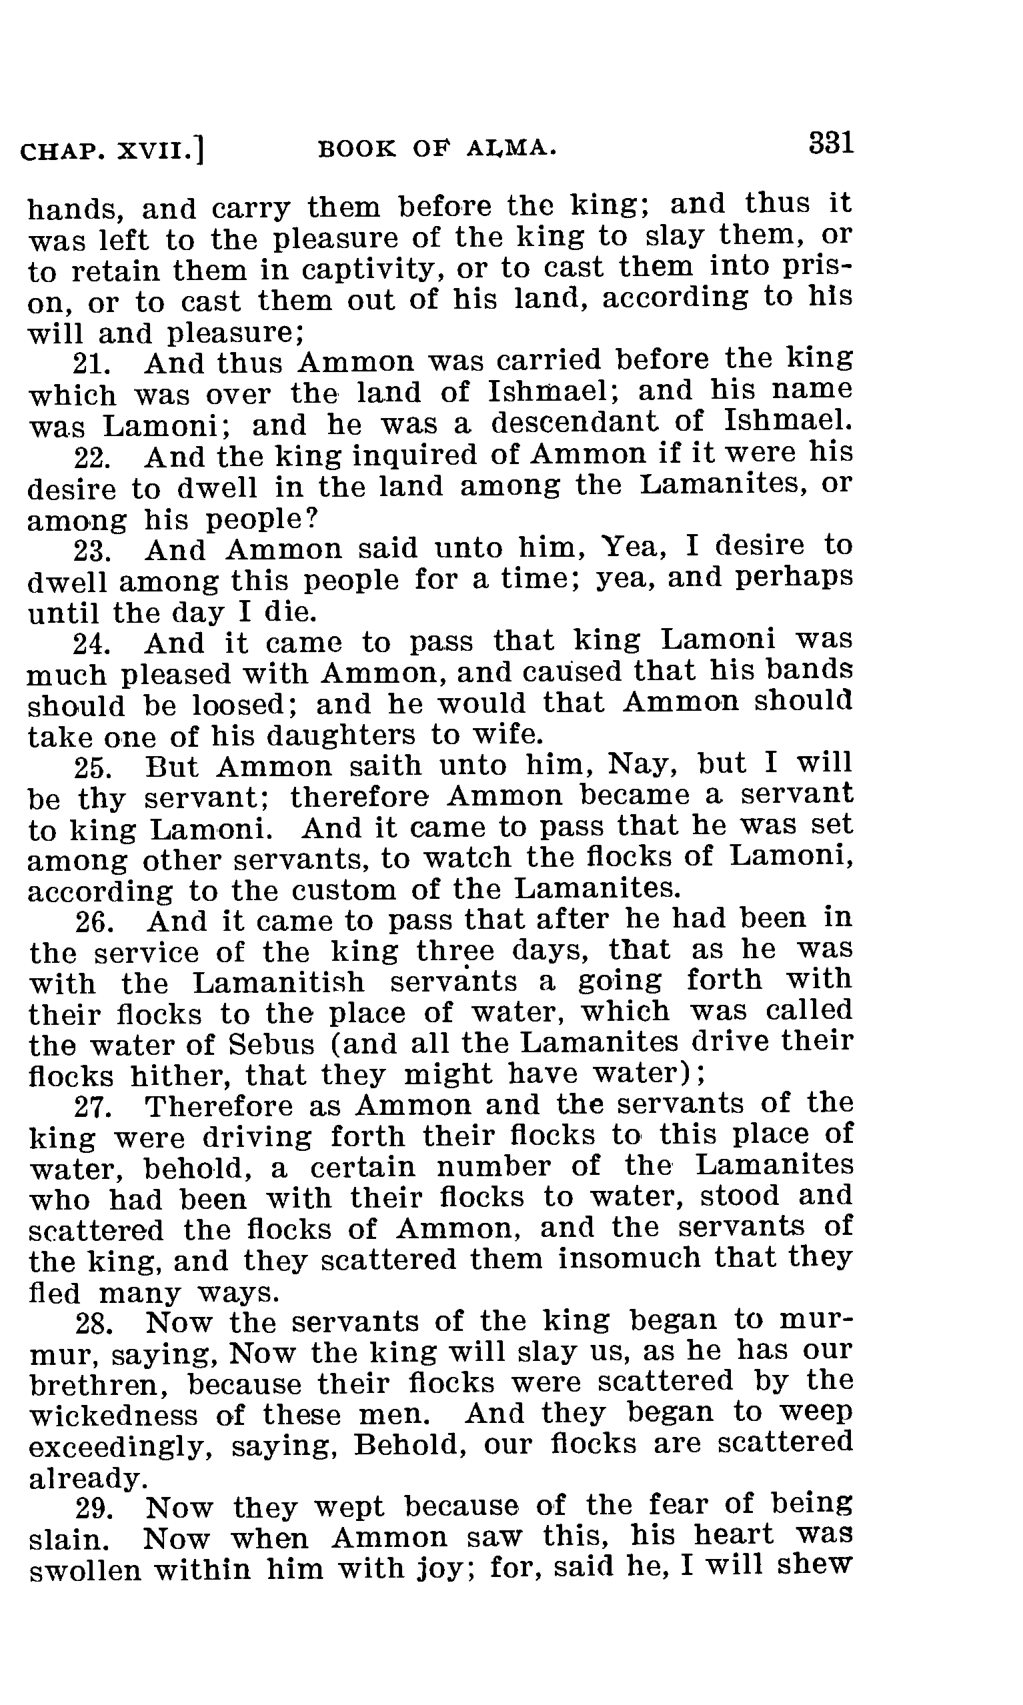 CHAP. XVII.] BOOK OF ALMA. 331
hands, and carry them before the king; and thus it
was left to the pleasure of the king to slay them, or
to retain them in captivity, or to cast them into pris-
on, or to cast them out of his land, according to his
will and pleasure;
21. And thus Ammon was carried before the king
which was over the land of Ishmael; and his name
was Lamoni; and he was a descendant of Ishmael.
22. And the king inquired of Ammon if it were his
desire to dwell in the land among the Lamanites, or
among his people?
23. And Ammon said unto him, Yea, I desire to
dwell among this people for a time; yea, and perhaps
until the day I die.
24. And it came to pass that king Lamoni was
much pleased with Ammon, and caused that his bands
should be loosed; and he would that Ammon should
take one of his daughters to wife.
25. But Ammon saith unto him, Nay, but I will
be thy servant; therefore Ammon became a servant
to king Lamoni. And it came to pass that he was set
among other servants, to watch the flocks of Lamoni,
according to the custom of the Lamanites.
26. And it came to pass that after he had been in
the service of the king three days, that as he was
with the Lamanitish servants a going forth with
their flocks to the place of water, which was called
the water of Sebus (and all the Lamanites drive their
flocks hither, that they might have water);
27. Therefore as Ammon and the servants of the
king were driving forth their flocks to this place of
water, behold, a certain number of the Lamanites
who had been with their flocks to water, stood and
scattered the flocks of Ammon, and the servants of
the king, and they scattered them insomuch that they
fled many ways.
28. Now the servants of the king began to mur-
mur, saying, Now the king will slay us, as he has our
brethren, because their flocks were scattered by the
wickedness of these men. And they began to weep
exceedingly, saying, Behold, our flocks are scattered
already.
29. Now they wept because of the fear of being
slain. Now when Ammon saw this, his heart was
swollen within him with joy; for, said he, I will shew